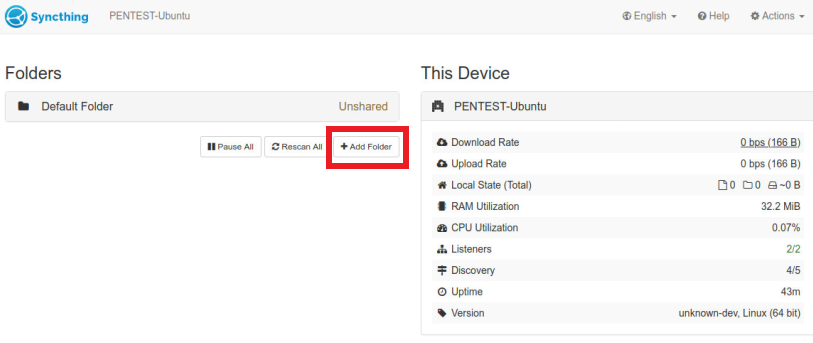 Syncthing PENTEST-Ubuntu English Help Actions
Folders
Default Folder Unshared
Pause All Rescan All Add Folder
This Device
PENTEST-Ubuntu
Download Rate 0 bps (166 B)
Upload Rate 0 bps (166 B)
Local State (Total) 0 0 ~0 B
RAM Utilization 32.2 MiB
CPU Utilization 0.07%
Listeners 2/2
Discovery 4/5
Uptime 43m
Version unknown-dev, Linux (64 bit)